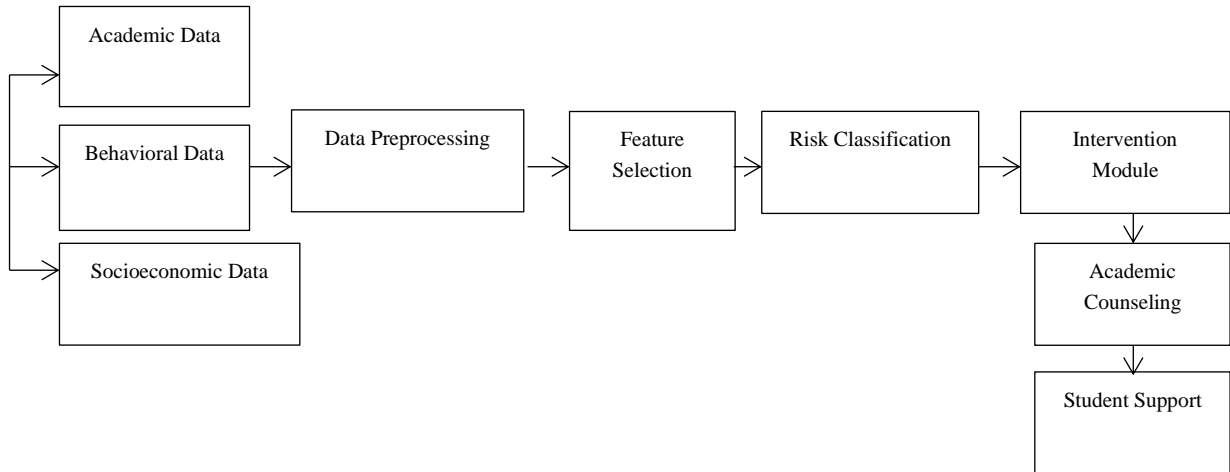 Academic Data
Behavioral Data
Socioeconomic Data
Data Preprocessing
Feature
Selection
Risk Classification
Intervention
Module
Academic
Counseling
Student Support